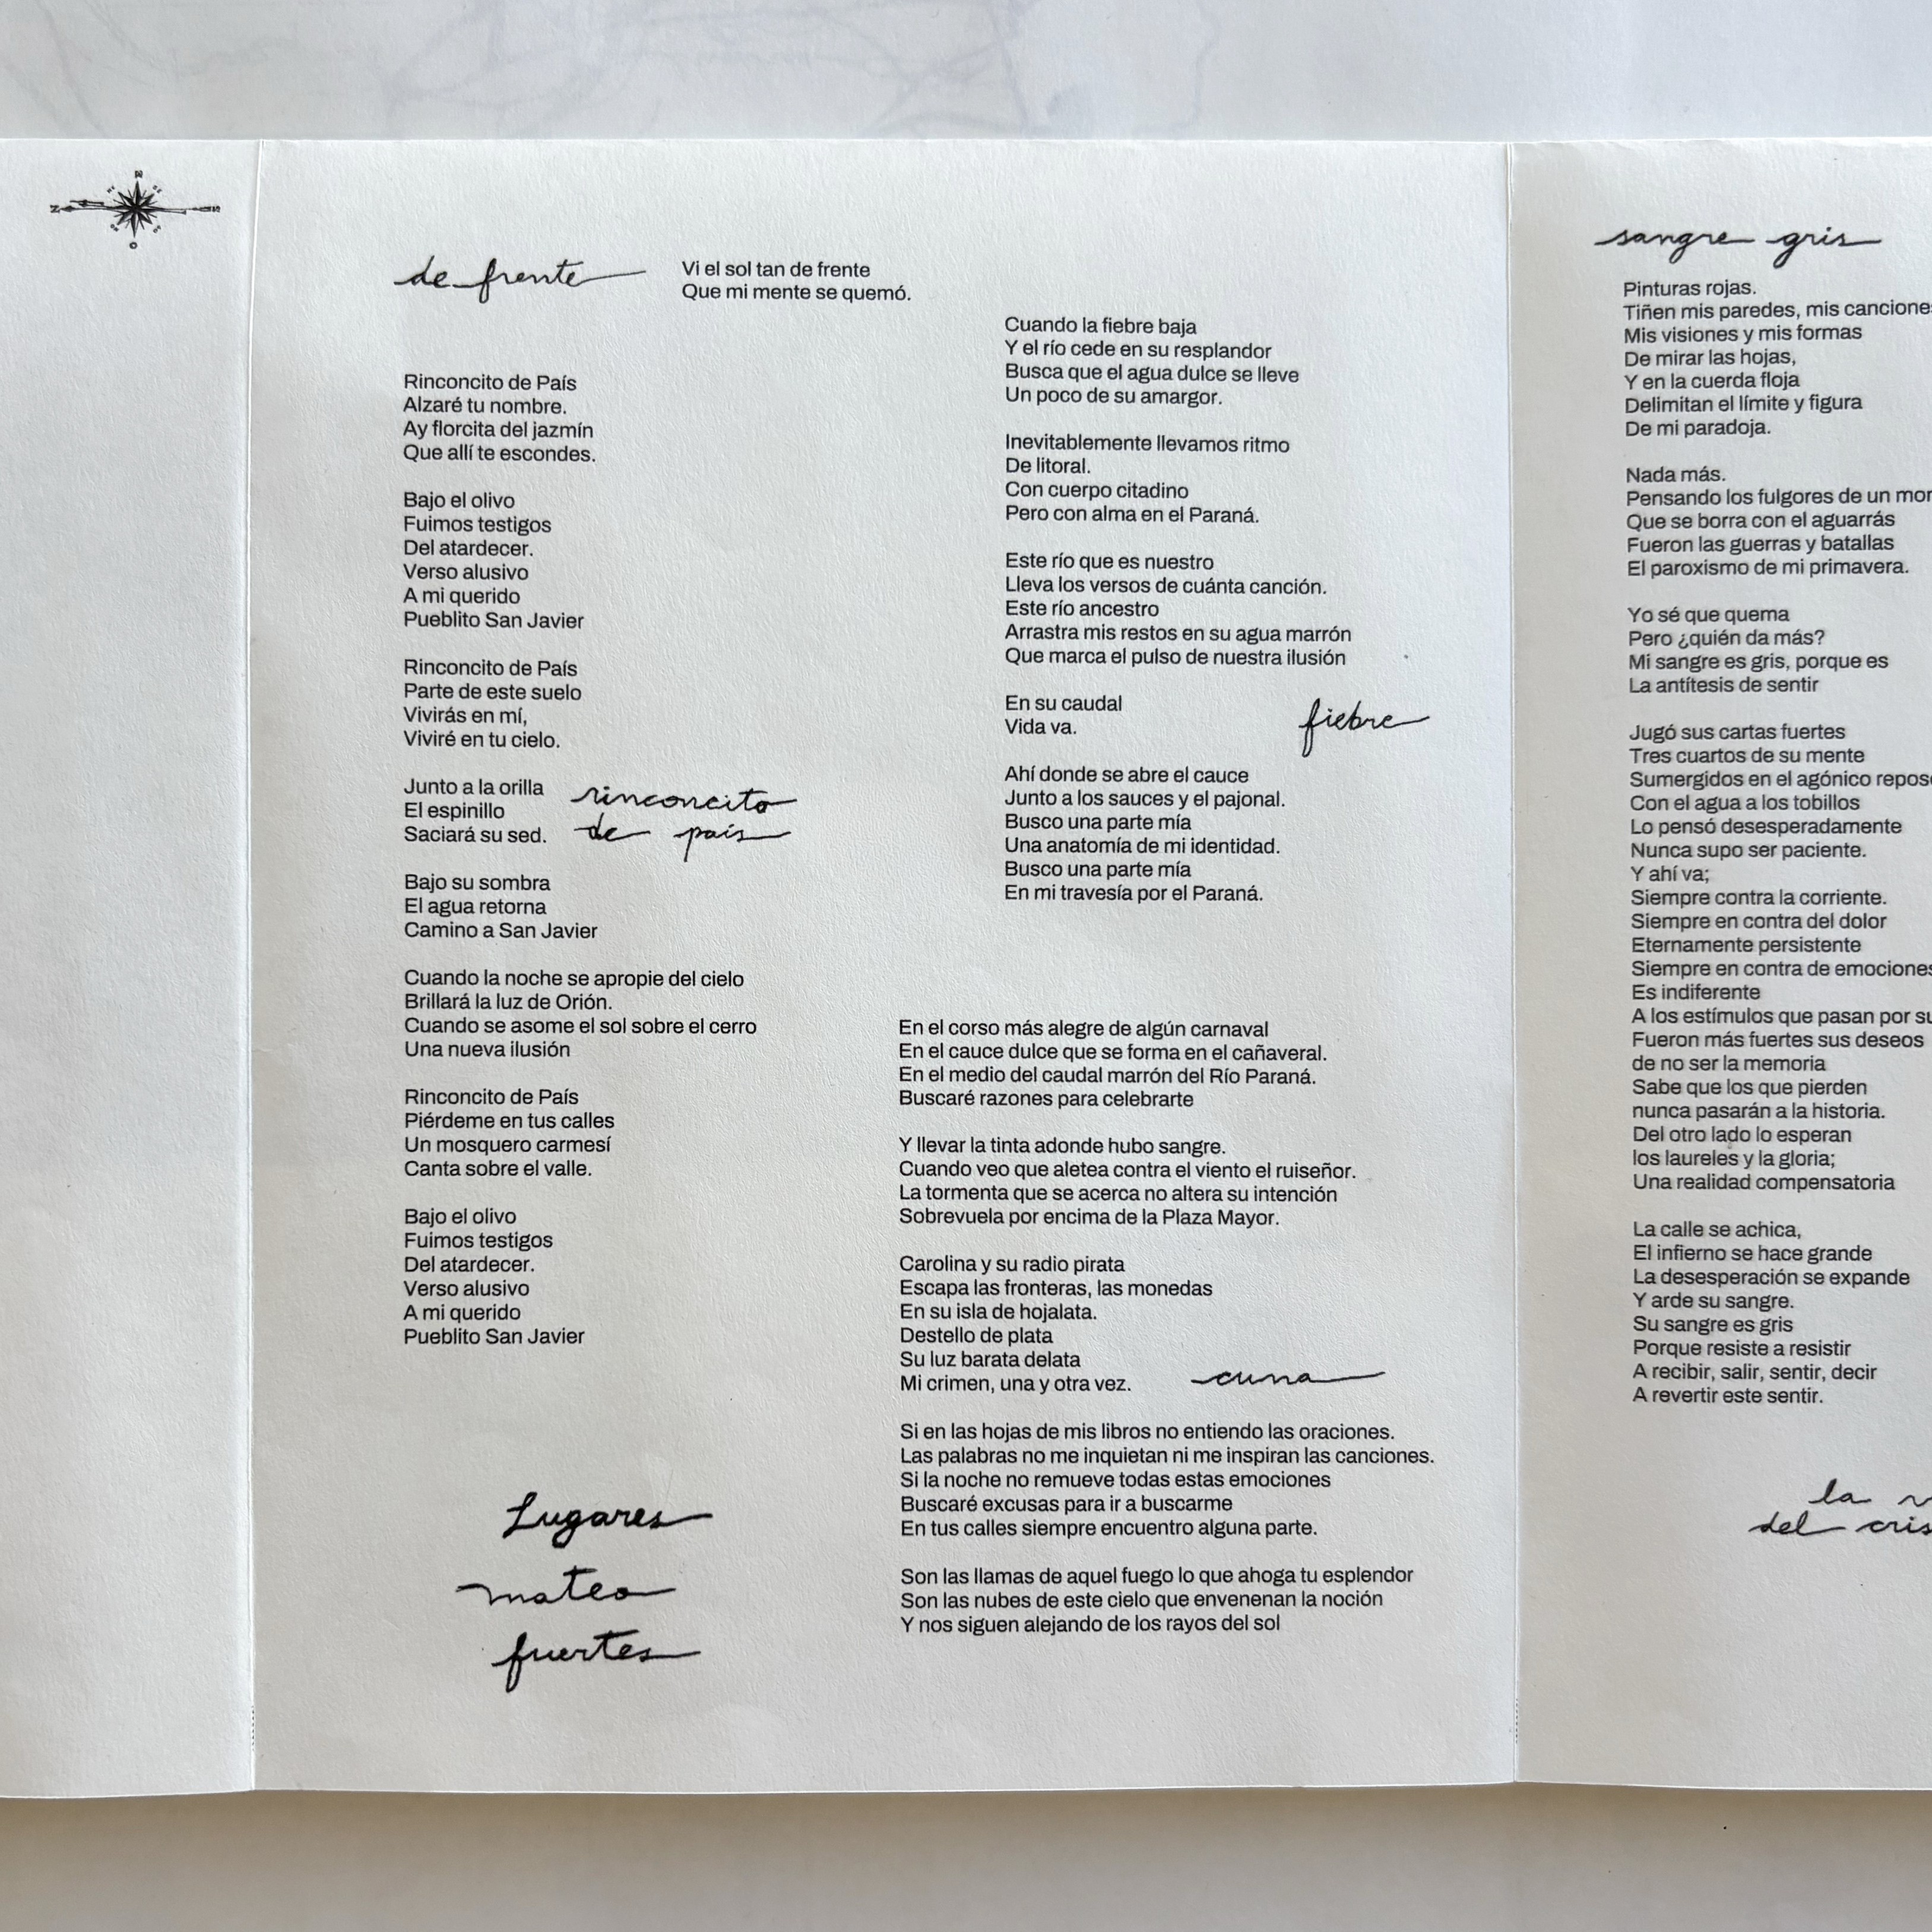 de frente
Vi el sol tan de frente
Que mi mente se quemó.
Rinconcito de País
Alzaré tu nombre.
Ay florcita del jazmín
Que allí te escondes.
Bajo el olivo
Fuimos testigos
Del atardecer.
Verso alusivo
A mi querido
Pueblito San Javier
Rinconcito de País
Parte de este suelo
Vivirás en mí,
Viviré en tu cielo.
Junto a la orilla
El espinillo
Saciará su sed.
rinconcito
de país
Bajo su sombra
El agua retorna
Camino a San Javier
Cuando la noche se apropie del cielo
Brillará la luz de Orión.
Cuando se asome el sol sobre el cerro
Una nueva ilusión
Rinconcito de País
Piérdeme en tus calles
Un mosquero carmesí
Canta sobre el valle.
Bajo el olivo
Fuimos testigos
Del atardecer.
Verso alusivo
A mi querido
Pueblito San Javier
Lugares
mateo
fuertes
Cuando la fiebre baja
Y el río cede en su resplandor
Busca que el agua dulce se lleve
Un poco de su amargor.
Inevitablemente llevamos ritmo
De litoral.
Con cuerpo citadino
Pero con alma en el Paraná.
Este río que es nuestro
Lleva los versos de cuánta canción.
Este río ancestro
Arrastra mis restos en su agua marrón
Que marca el pulso de nuestra ilusión
En su caudal
Vida va.
fiebre
Ahí donde se abre el cauce
Junto a los sauces y el pajonal.
Busco una parte mía
Una anatomía de mi identidad.
Busco una parte mía
En mi travesía por el Paraná.
En el corso más alegre de algún carnaval
En el cauce dulce que se forma en el cañaveral.
En el medio del caudal marrón del Río Paraná.
Buscaré razones para celebrarte
Y llevar la tinta adonde hubo sangre.
Cuando veo que aletea contra el viento el ruiseñor.
La tormenta que se acerca no altera su intención
Sobrevuela por encima de la Plaza Mayor.
Carolina y su radio pirata
Escapa las fronteras, las monedas
En su isla de hojalata.
Destello de plata
Su luz barata delata
Mi crimen, una y otra vez.
cuna
Si en las hojas de mis libros no entiendo las oraciones.
Las palabras no me inquietan ni me inspiran las canciones.
Si la noche no remueve todas estas emociones
Buscaré excusas para ir a buscarme
En tus calles siempre encuentro alguna parte.
Son las llamas de aquel fuego lo que ahoga tu esplendor
Son las nubes de este cielo que envenenan la noción
Y nos siguen alejando de los rayos del sol
sangre gris
Pinturas rojas.
Tiñen mis paredes, mis
Mis visiones y mis formas
De mirar las hojas,
Y en la cuerda floja
Delimitan el límite y figura
De mi paradoja.
Nada más.
Pensando los fulgores de un
Que se borra con el aguarrás
Fueron las guerras y batallas
El paroxismo de mi primavera.
Yo sé que quema
Pero ¿quién da más?
Mi sangre es gris, porque es
La antítesis de sentir
Jugó sus cartas fuertes
Tres cuartos de su mente
Sumergidos en el agónico
Con el agua a los tobillos
Lo pensó desesperadamente
Nunca supo ser paciente.
Y ahí va;
Siempre contra la corriente.
Siempre en contra del dolor
Eternamente persistente
Siempre en contra de
Es indiferente
A los estímulos que pasan por
Fueron más fuertes sus deseos
de no ser la memoria
Sabe que los que pierden
nunca pasarán a la historia.
Del otro lado lo esperan
los laureles y la gloria;
Una realidad compensatoria
La calle se achica,
El infierno se hace grande
La desesperación se expande
Y arde su sangre.
Su sangre es gris
Porque resiste a resistir
A recibir, salir, sentir, decir
A revertir este sentir.
la
del